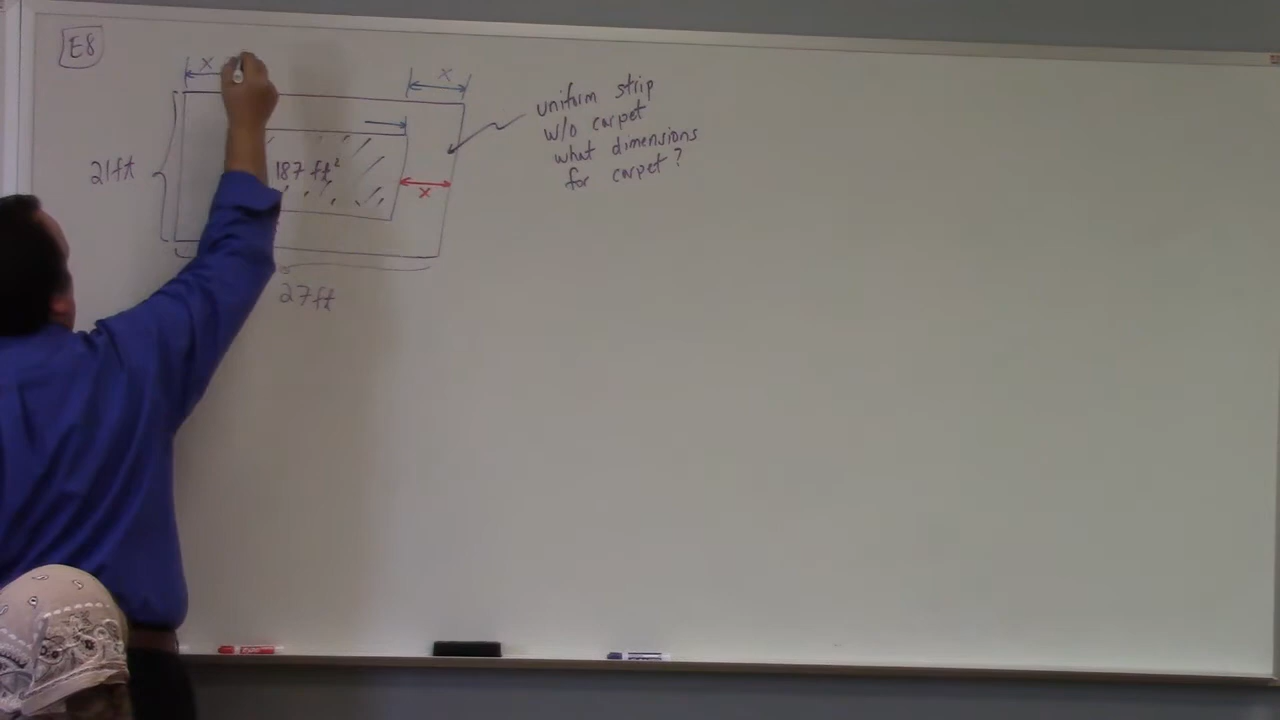 E8
x
x
21ft
187 ft²
x
27ft
uniform strip
w/o carpet
what dimensions
for carpet?